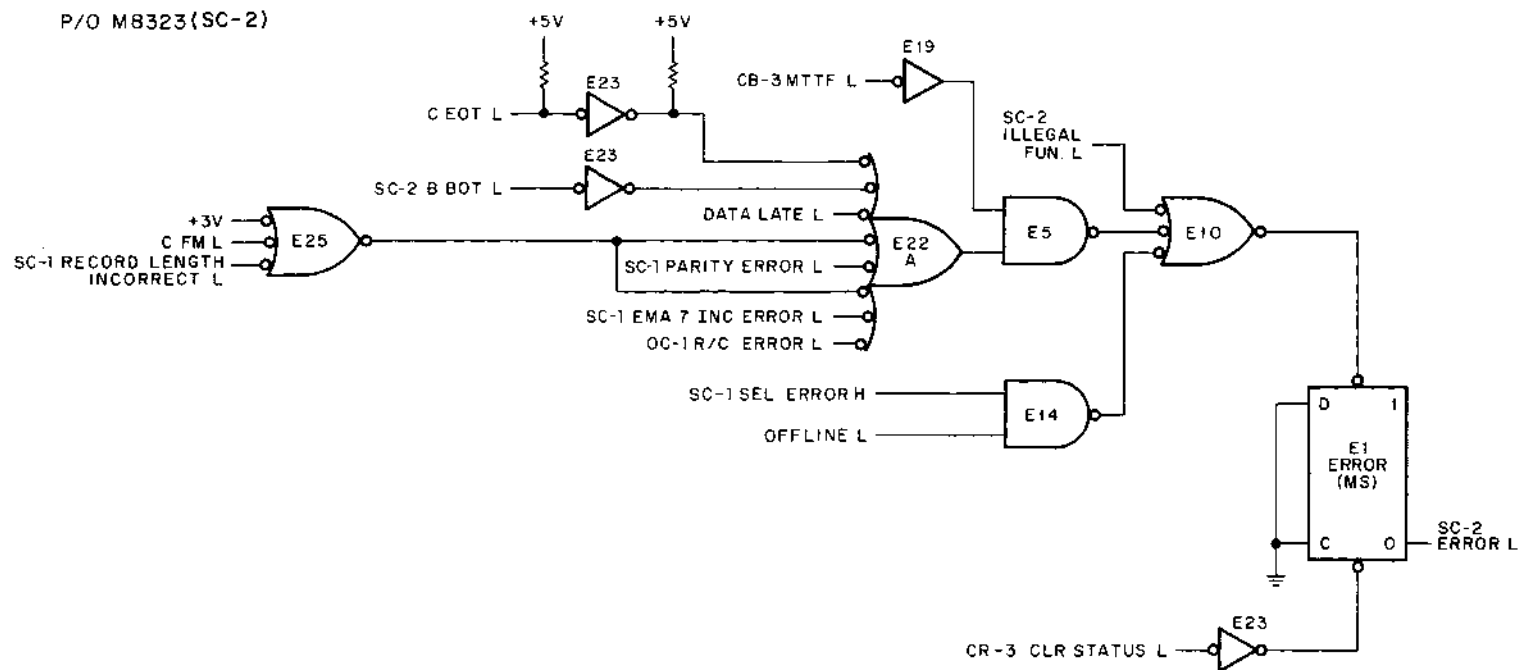 P/O M8323(SC-2)
+5V
+5V
E19
CB-3 MTTF L
E23
C EOT L
SC-2
ILLEGAL
FUN. L
E23
SC-2 B BOT L
DATA LATE L
+3V
C FM L
SC-1 RECORD LENGTH
INCORRECT L
E25
E22
A
E5
E10
SC-1 PARITY ERROR L
SC-1 EMA 7 INC ERROR L
OC-1 R/C ERROR L
SC-1 SEL ERROR H
OFFLINE L
E14
D
1
E1
ERROR
(MS)
C
0
SC-2
ERROR L
E23
CR-3 CLR STATUS L